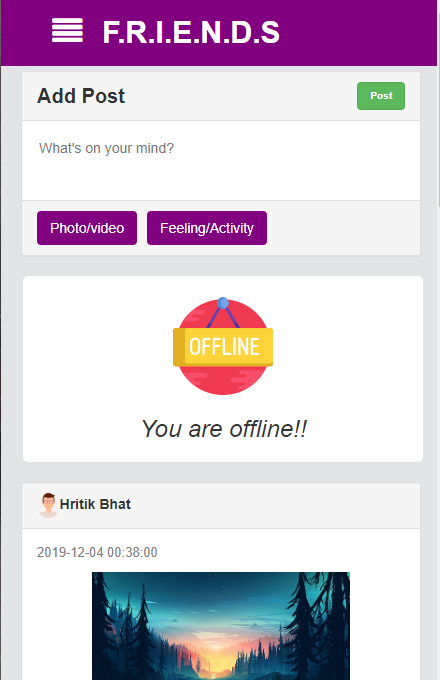 F.R.I.E.N.D.S
Add Post
Post
What's on your mind?
Photo/video
Feeling/Activity
OFFLINE
You are offline!!
Hritik Bhat
2019-12-04 00:38:00